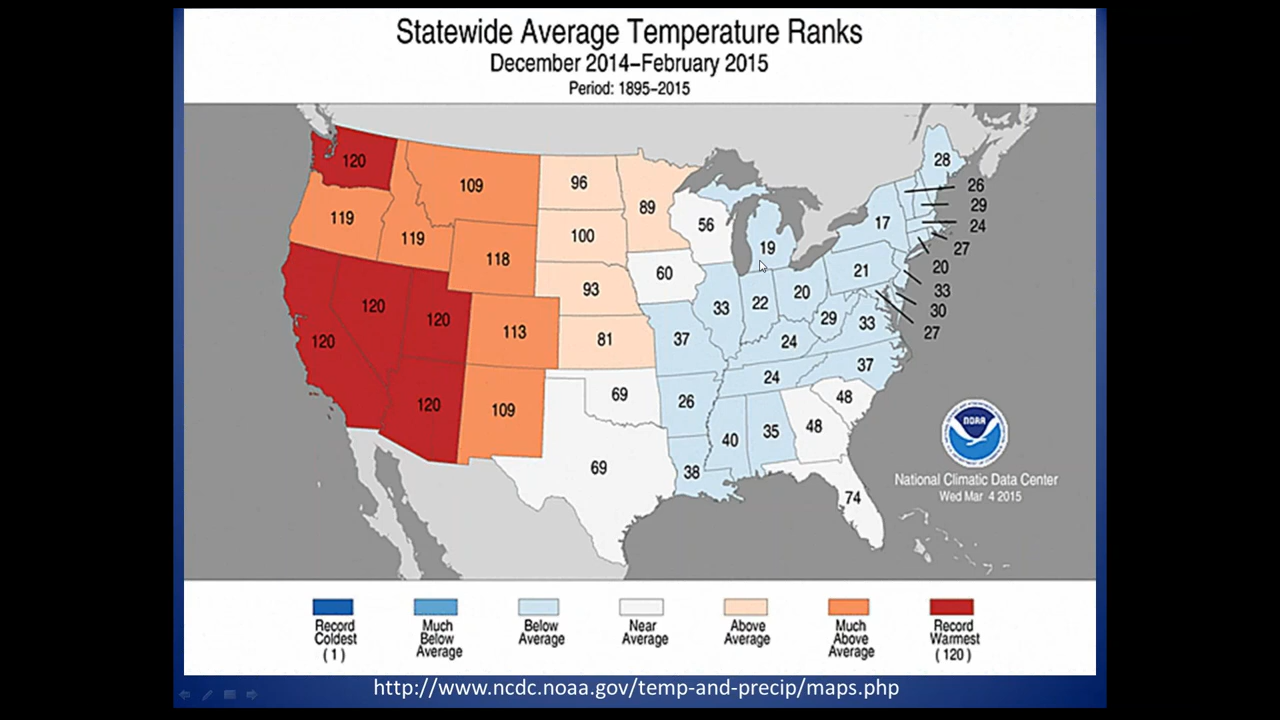 Statewide Average Temperature Ranks
December 2014–February 2015
Period: 1895–2015
120
109
96
89
28
26
119
119
100
56
17
29
24
118
19
27
60
21
20
93
33
120
120
113
33
22
20
30
29
33
27
120
81
37
24
24
37
120
109
69
26
48
40
35
48
69
38
74
NOAA
National Climatic Data Center
Wed Mar 4 2015
Record
Coldest
(1)
Much
Below
Average
Below
Average
Near
Average
Above
Average
Much
Above
Average
Record
Warmest
(120)
http://www.ncdc.noaa.gov/temp-and-precip/maps.php